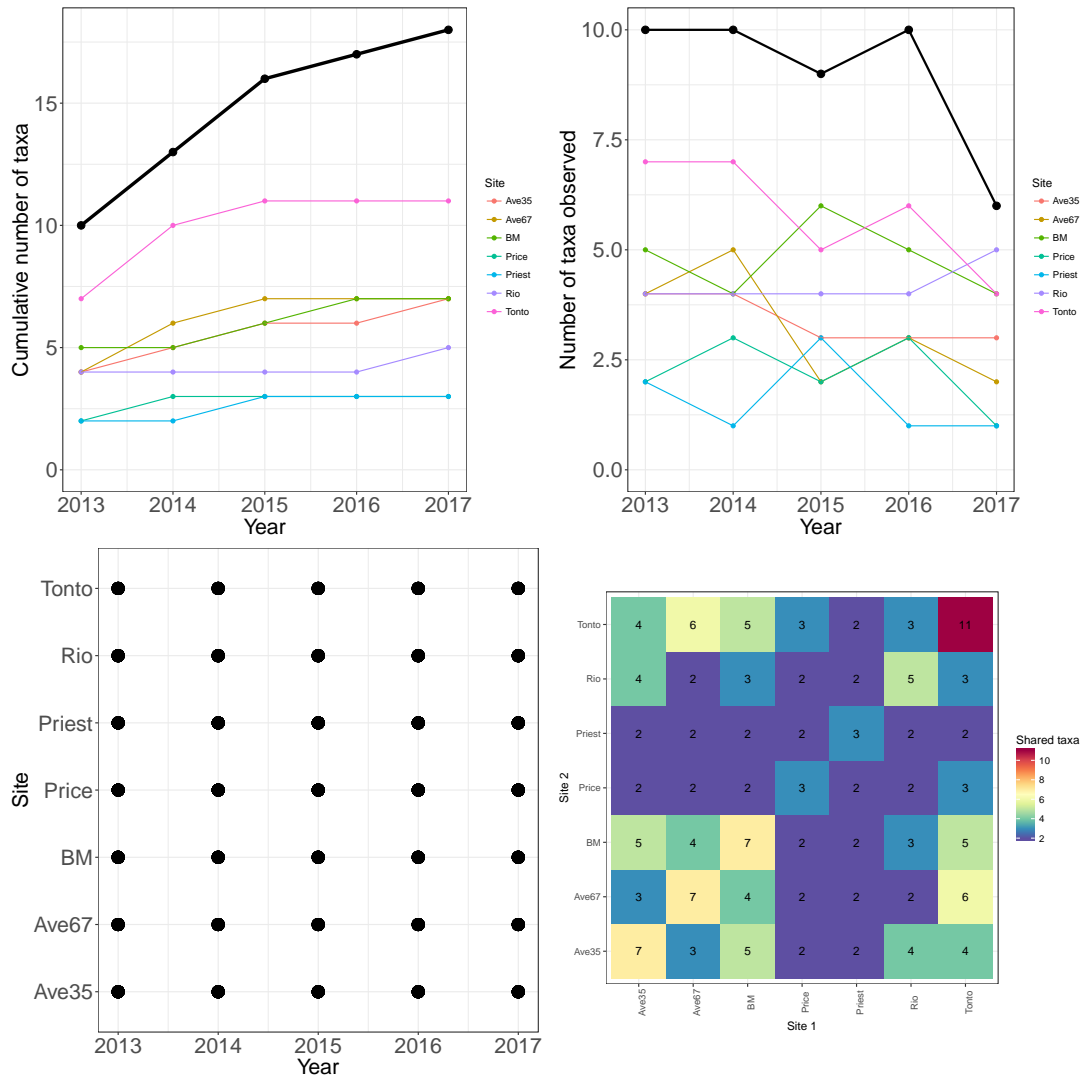 Cumulative number of taxa
15
10
5
0
2013 2014 2015 2016 2017
Year
Site
Ave35
Ave67
BM
Price
Priest
Rio
Tonto
Number of taxa observed
10.0
7.5
5.0
2.5
0.0
2013 2014 2015 2016 2017
Year
Site
Ave35
Ave67
BM
Price
Priest
Rio
Tonto
Site
Tonto
Rio
Priest
Price
BM
Ave67
Ave35
2013 2014 2015 2016 2017
Year
Site 2
Tonto 4 6 5 3 2 3 11
Rio 4 2 3 2 2 5 3
Priest 2 2 2 2 3 2 2
Price 2 2 2 3 2 2 3
BM 5 4 7 2 2 3 5
Ave67 3 7 4 2 2 2 6
Ave35 7 3 5 2 2 4 4
Ave35 Ave67 BM Price Priest Rio Tonto
Site 1
Shared taxa
10
8
6
4
2